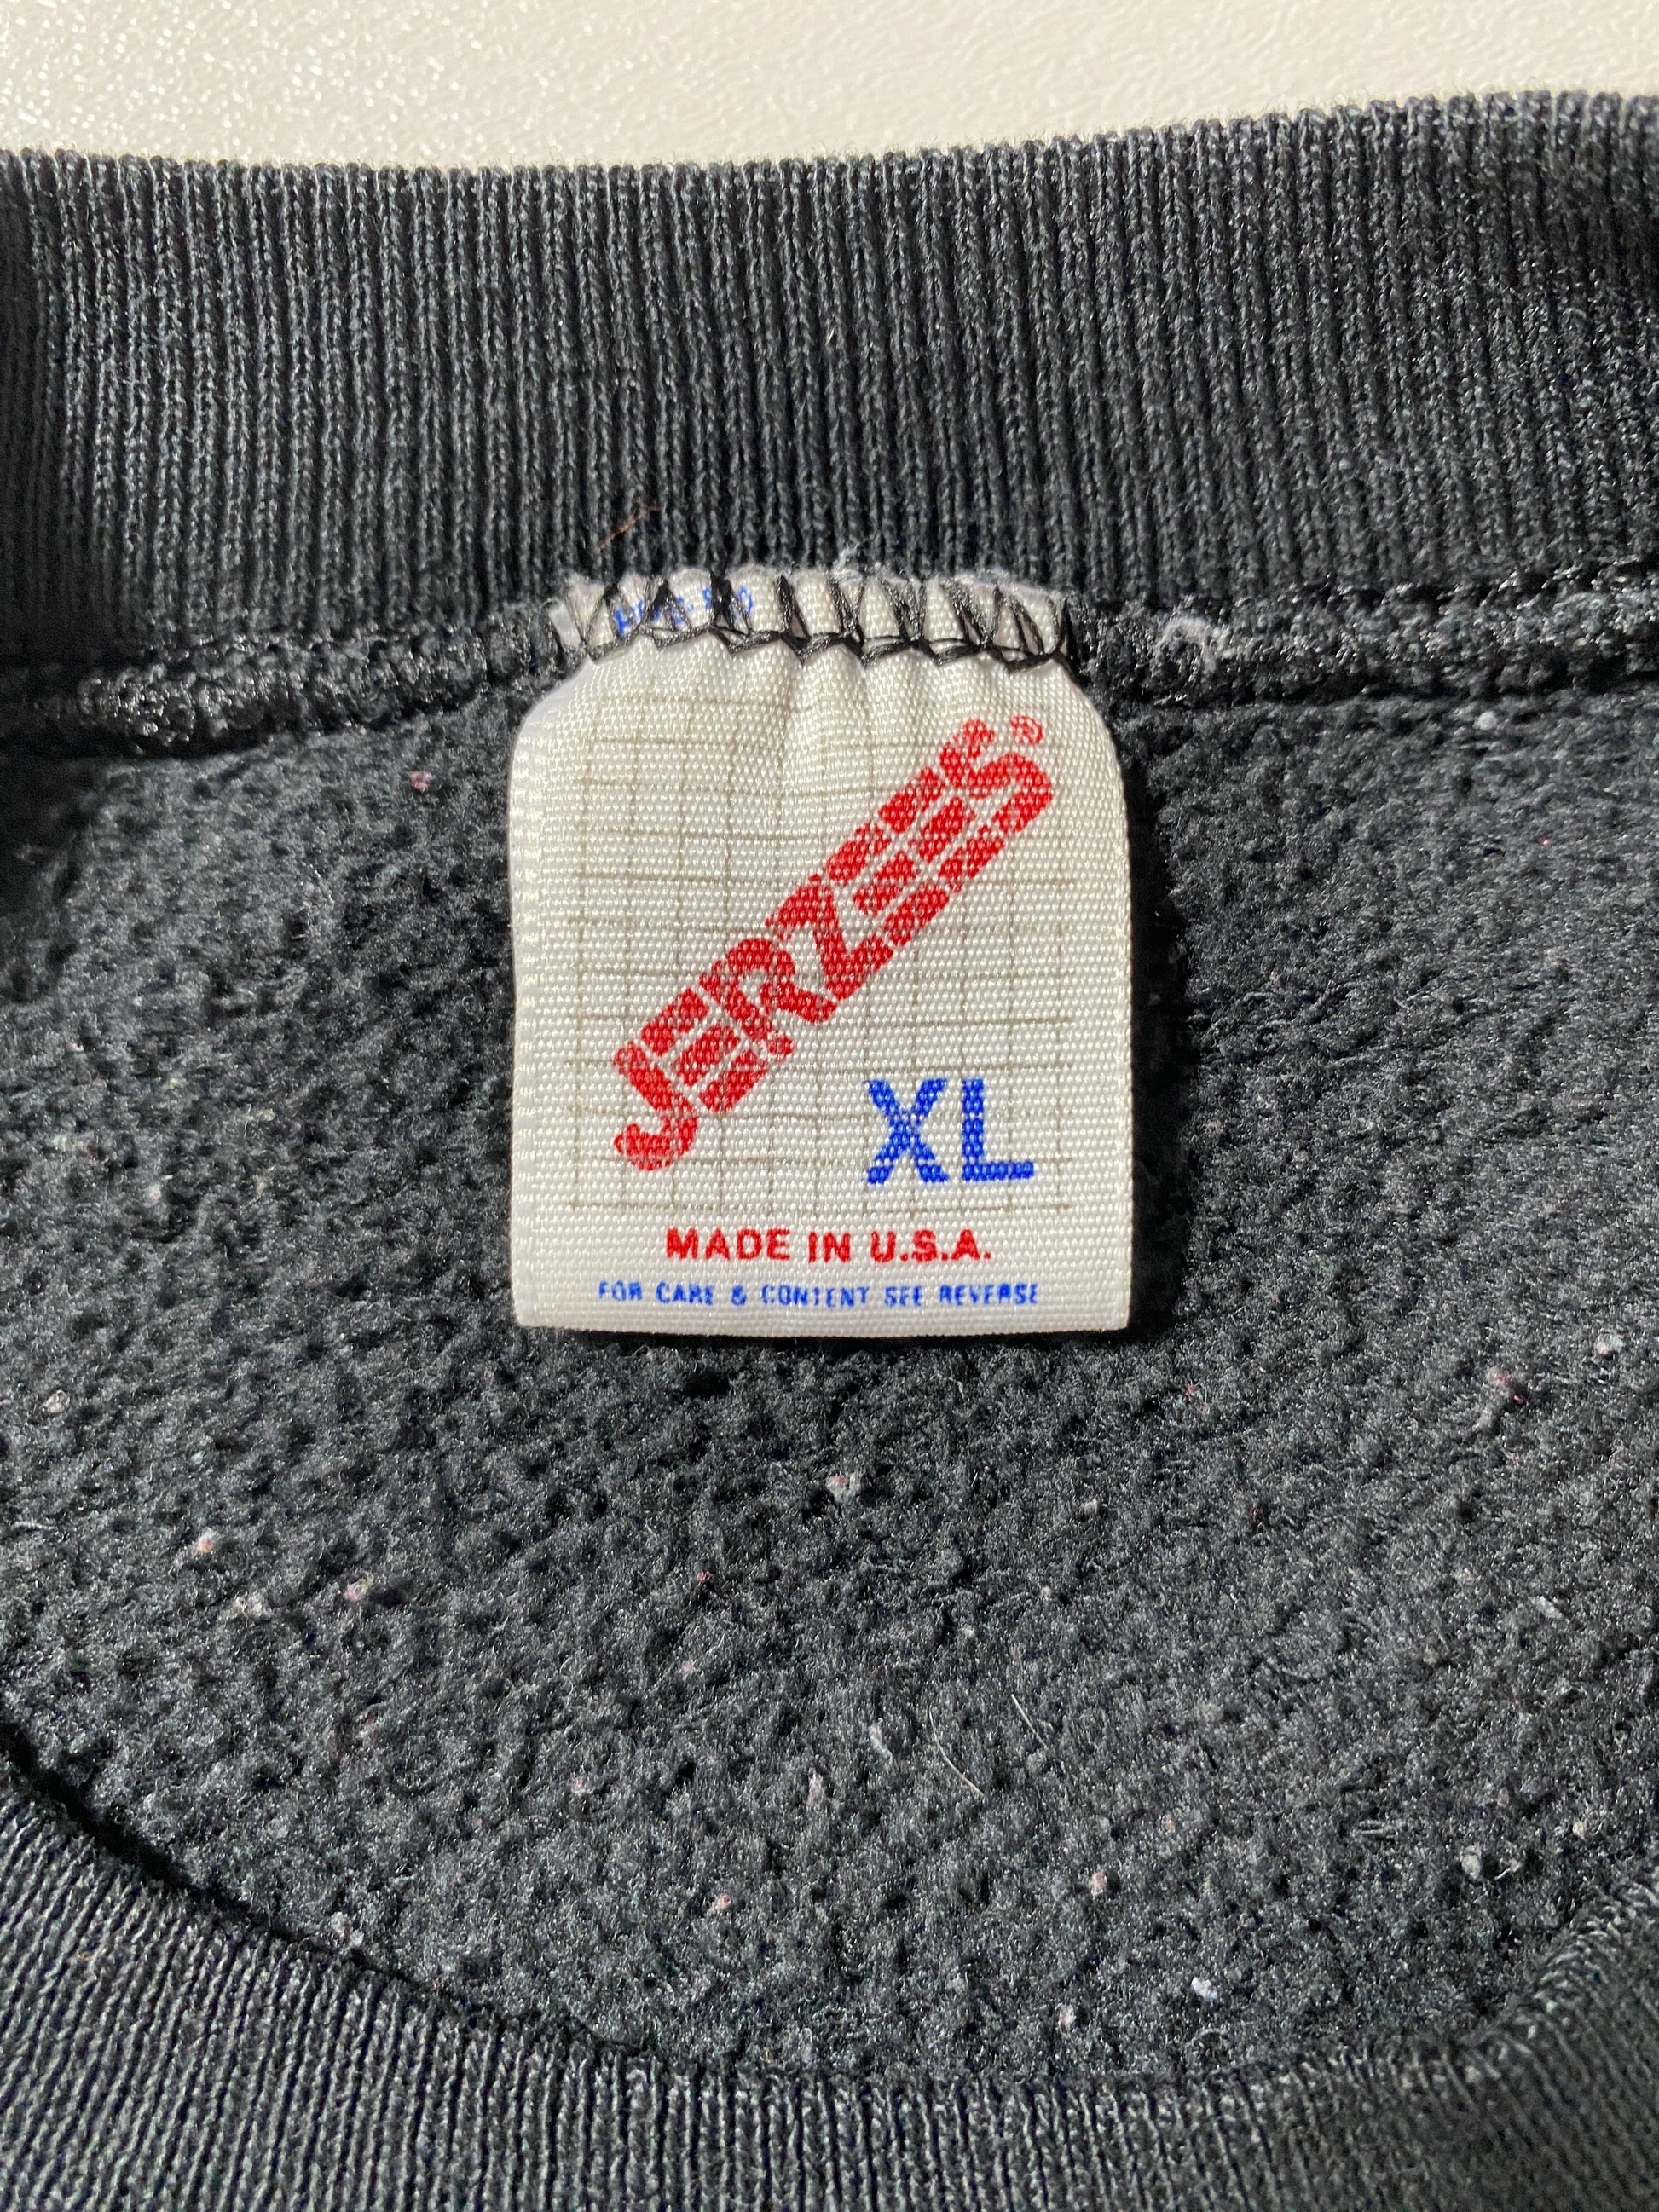 JERZEES®
XL
MADE IN U.S.A.
FOR CARE & CONTENT SEE REVERSE